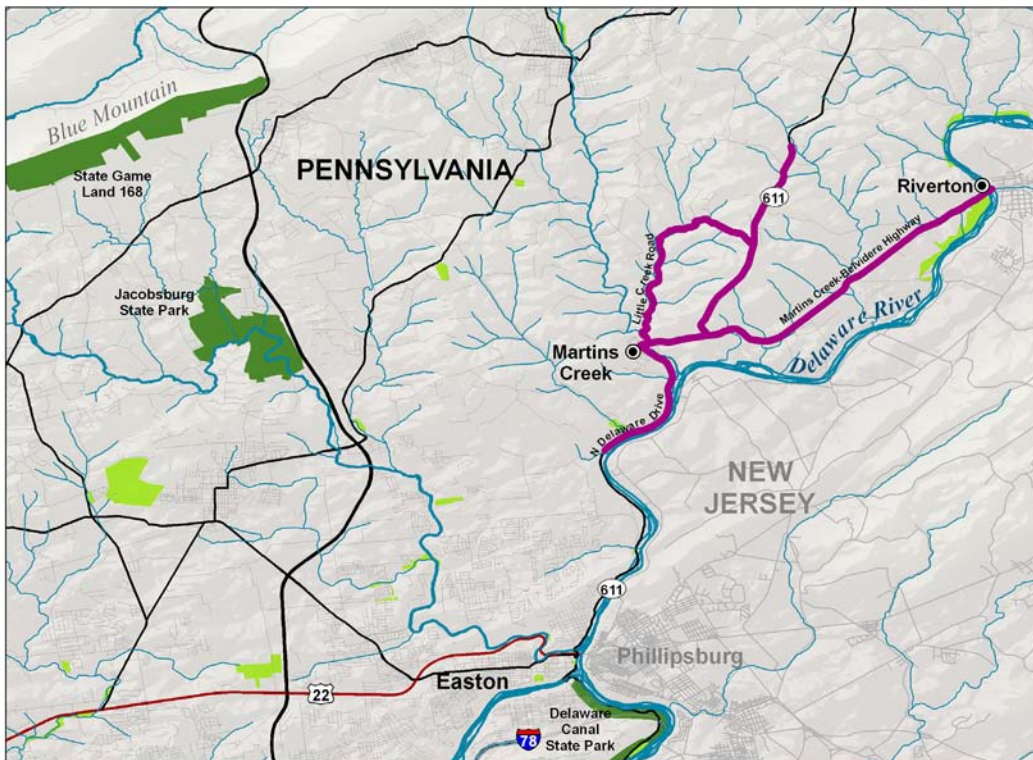 Blue Mountain
State Game
Land 168
PENNSYLVANIA
611
Riverton
Little Creek Road
Martins Creek-Belvidere Highway
Jacobsburg
State Park
Delaware River
Martins
Creek
N Delaware Drive
NEW
JERSEY
611
Phillipsburg
Easton
22
Delaware
Canal
State Park
78